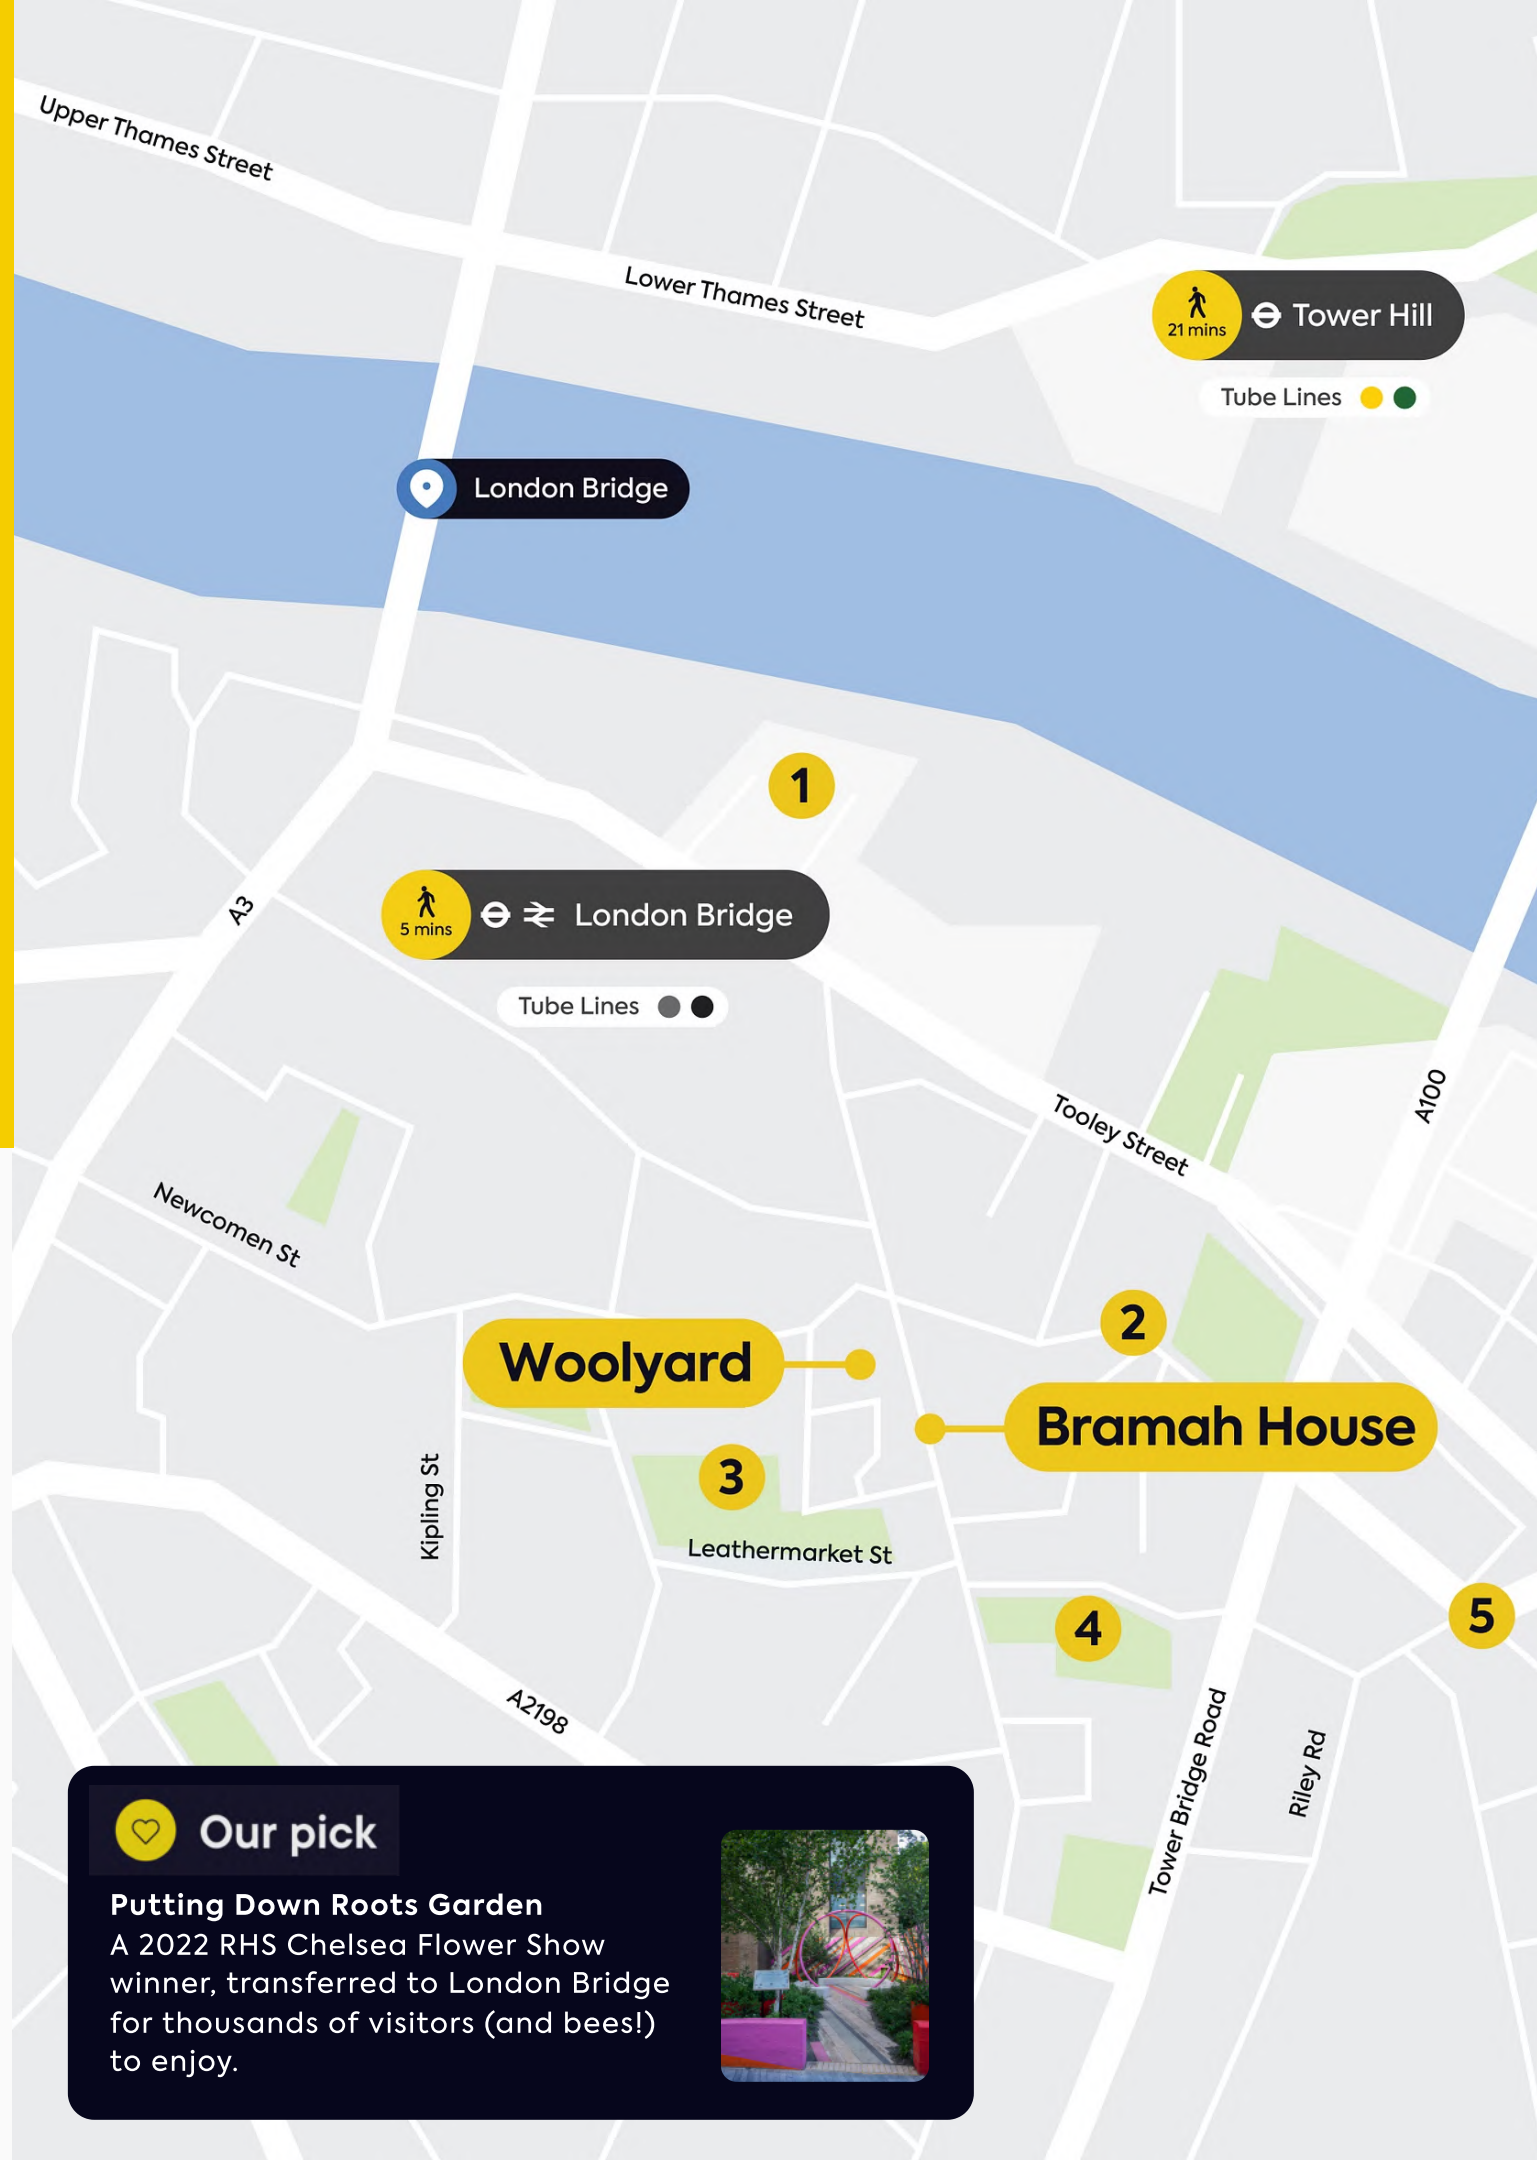 Upper Thames Street
Lower Thames Street
21 mins
Tower Hill
Tube Lines
London Bridge
1
A3
5 mins
London Bridge
Tube Lines
A100
Tooley Street
Newcomen St
2
Woolyard
Bramah House
3
Kipling St
Leathermarket St
4
5
A2198
Tower Bridge Road
Riley Rd
Our pick
Putting Down Roots Garden
A 2022 RHS Chelsea Flower Show
winner, transferred to London Bridge
for thousands of visitors (and bees!)
to enjoy.